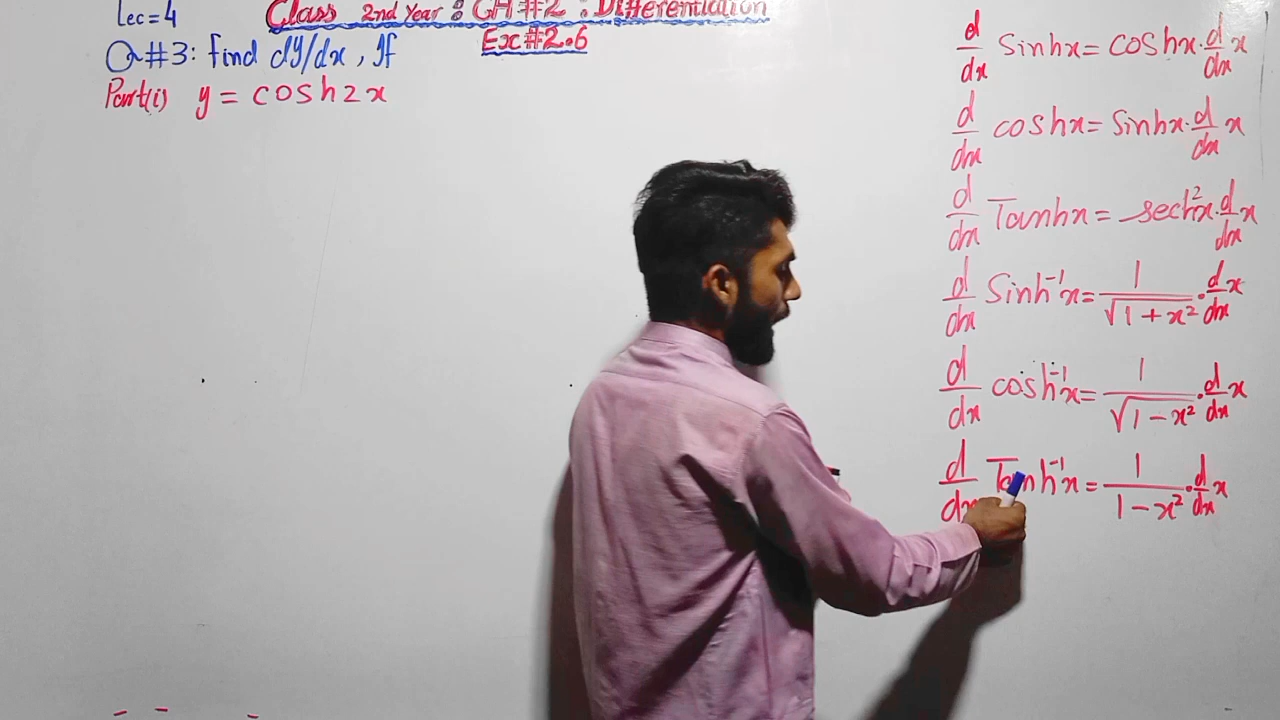 Lec=4
Class 2nd Year : CH#2 : Differentiation
Ex#2.6
Q#3: find dy/dx, If
Part(i) y = cosh2x
d/dx Sinhx = coshx . d/dx x
d/dx coshx = Sinhx . d/dx x
d/dx Tanhx = sech²x . d/dx x
d/dx Sinh⁻¹x = 1/√(1+x²) . d/dx x
d/dx cosh⁻¹x = 1/√(1-x²) . d/dx x
d/dx Tanh⁻¹x = 1/(1-x²) . d/dx x